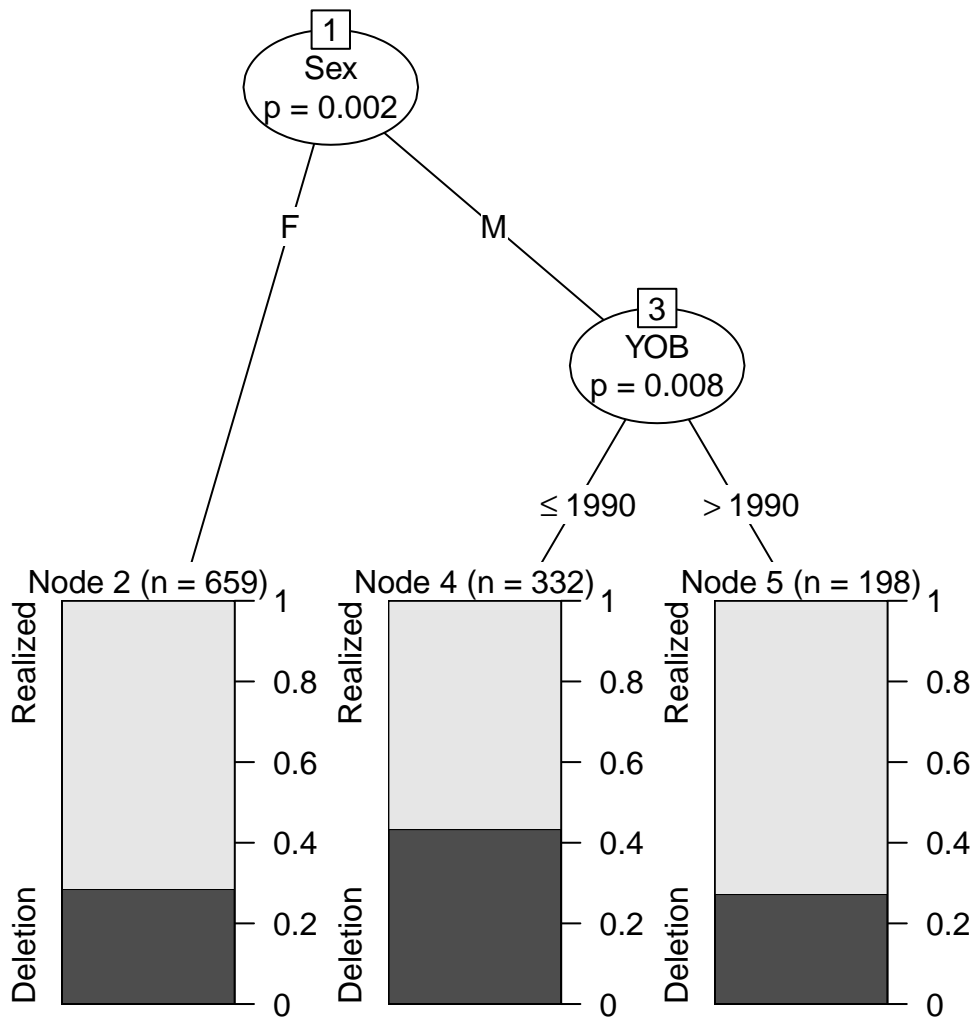 1
Sex
p = 0.002
F
M
3
YOB
p = 0.008
≤ 1990
> 1990
Node 2 (n = 659)
Realized
Deletion
1
0.8
0.6
0.4
0.2
0
Node 4 (n = 332)
Realized
Deletion
1
0.8
0.6
0.4
0.2
0
Node 5 (n = 198)
Realized
Deletion
1
0.8
0.6
0.4
0.2
0